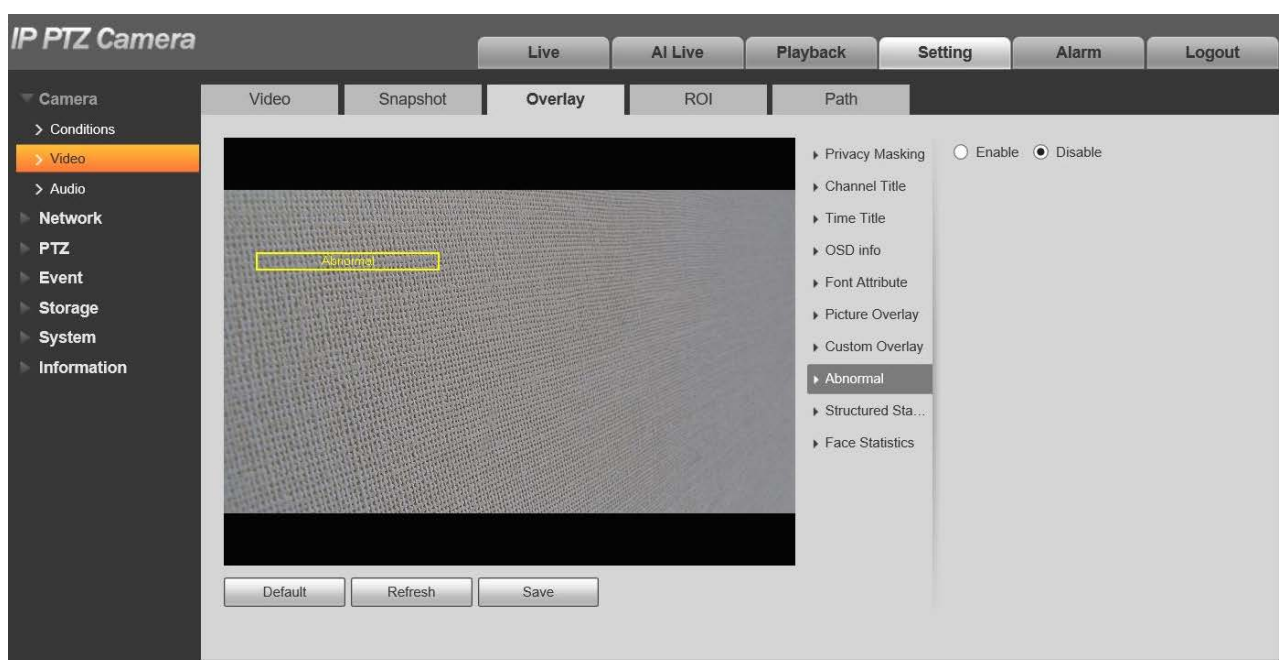 IP PTZ Camera
Live
AI Live
Playback
Setting
Alarm
Logout
Camera
Conditions
Video
Audio
Network
PTZ
Event
Storage
System
Information
Video
Snapshot
Overlay
ROI
Path
Abnormal
Privacy Masking
Channel Title
Time Title
OSD info
Font Attribute
Picture Overlay
Custom Overlay
Abnormal
Structured Sta...
Face Statistics
Enable
Disable
Default
Refresh
Save